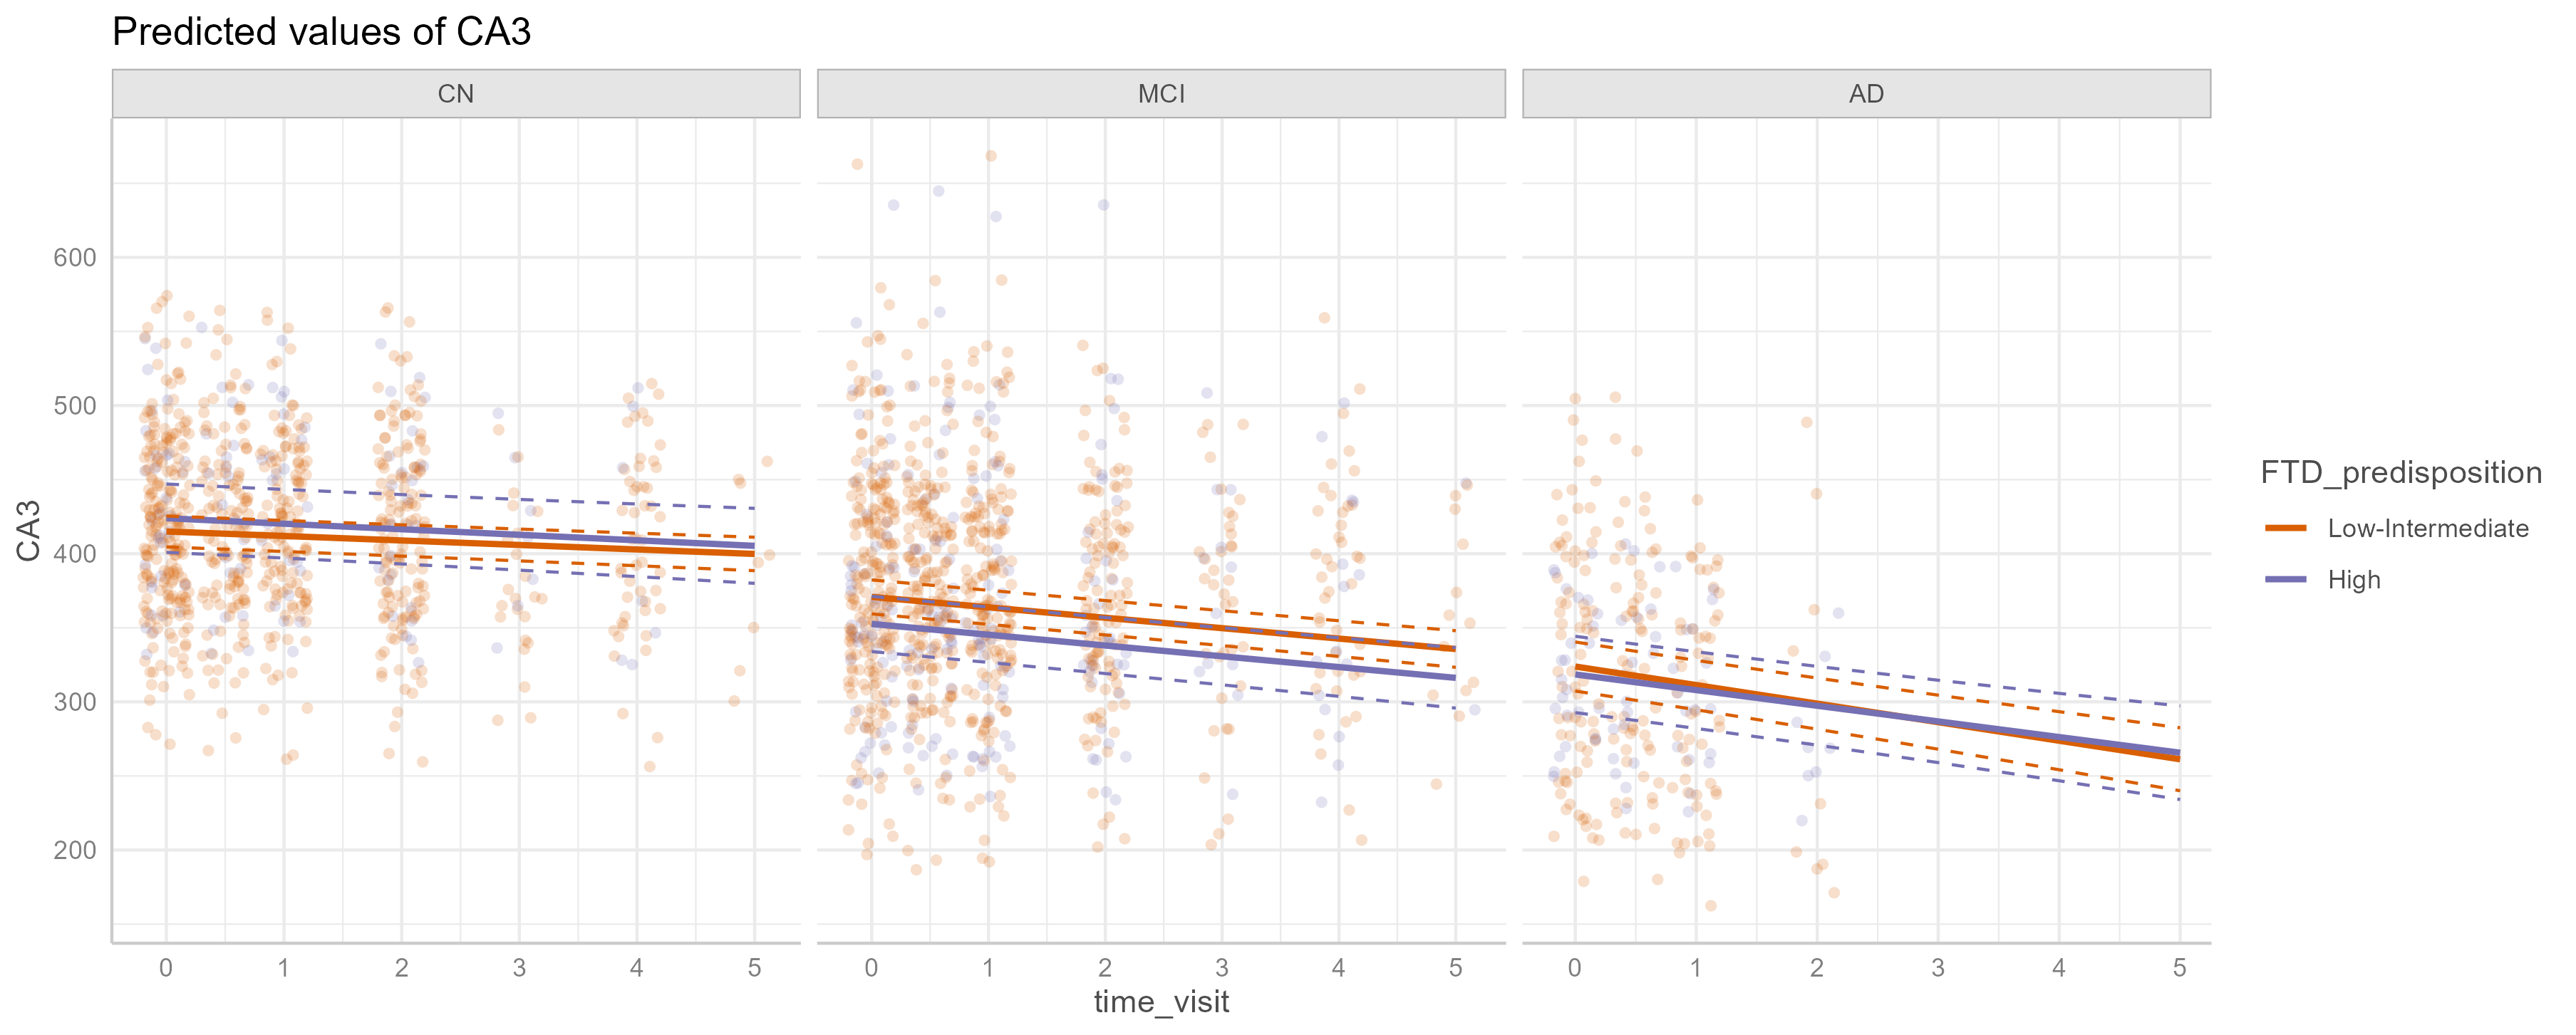 Predicted values of CA3
CN
MCI
AD
600
500
400
300
200
CA3
0 1 2 3 4 5
0 1 2 3 4 5
0 1 2 3 4 5
time_visit
FTD_predisposition
Low-Intermediate
High